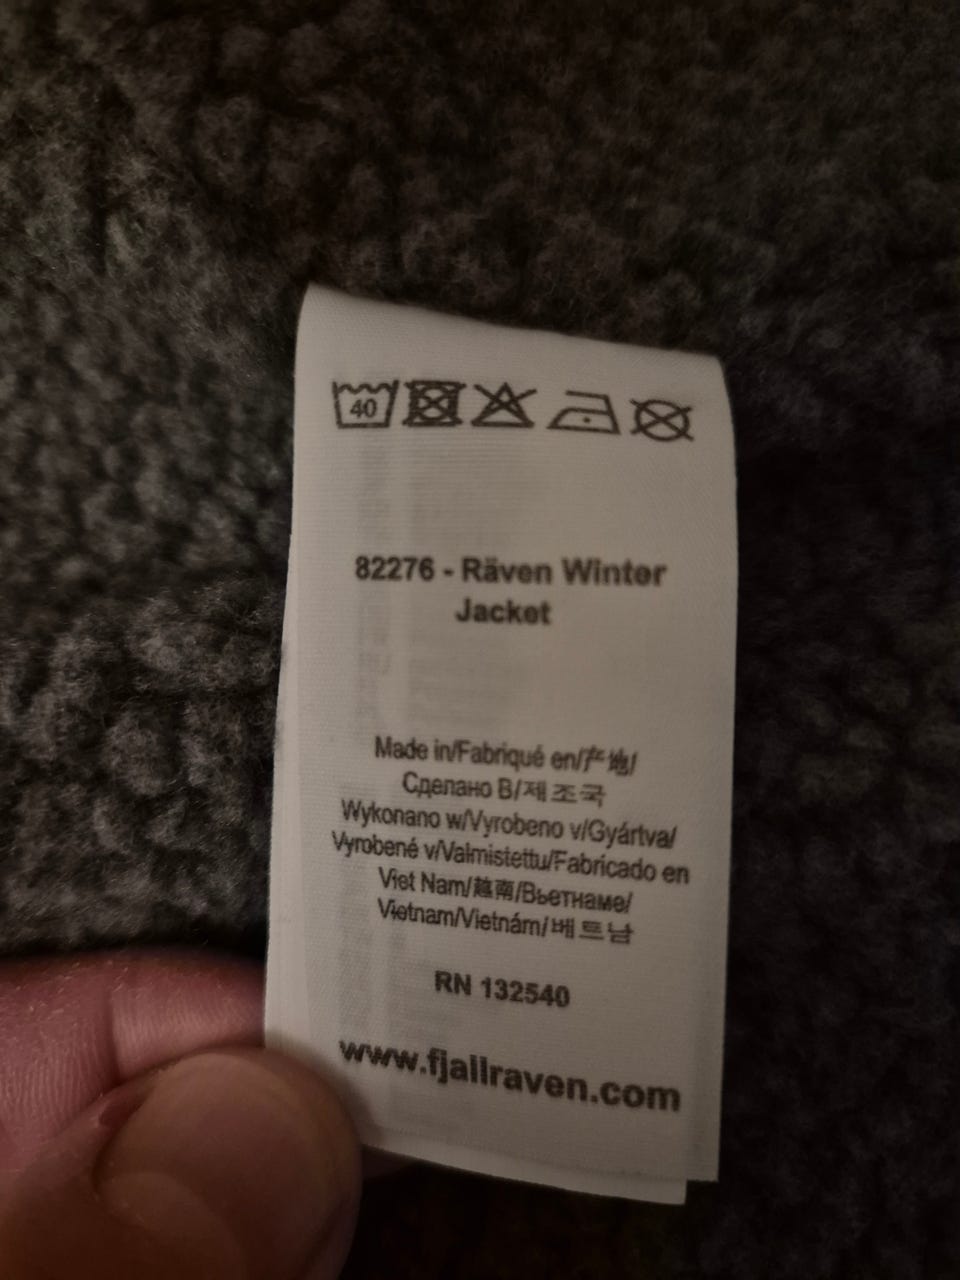 40
82276 - Räven Winter
Jacket
Made in/Fabriqué en/产地/
Сделано В/제조국
Wykonano w/Vyrobeno v/Gyártva/
Vyrobené v/Valmistettu/Fabricado en
Viet Nam/越南/Вьетнаме/
Vietnam/Vietnám/베트남
RN 132540
www.fjallraven.com